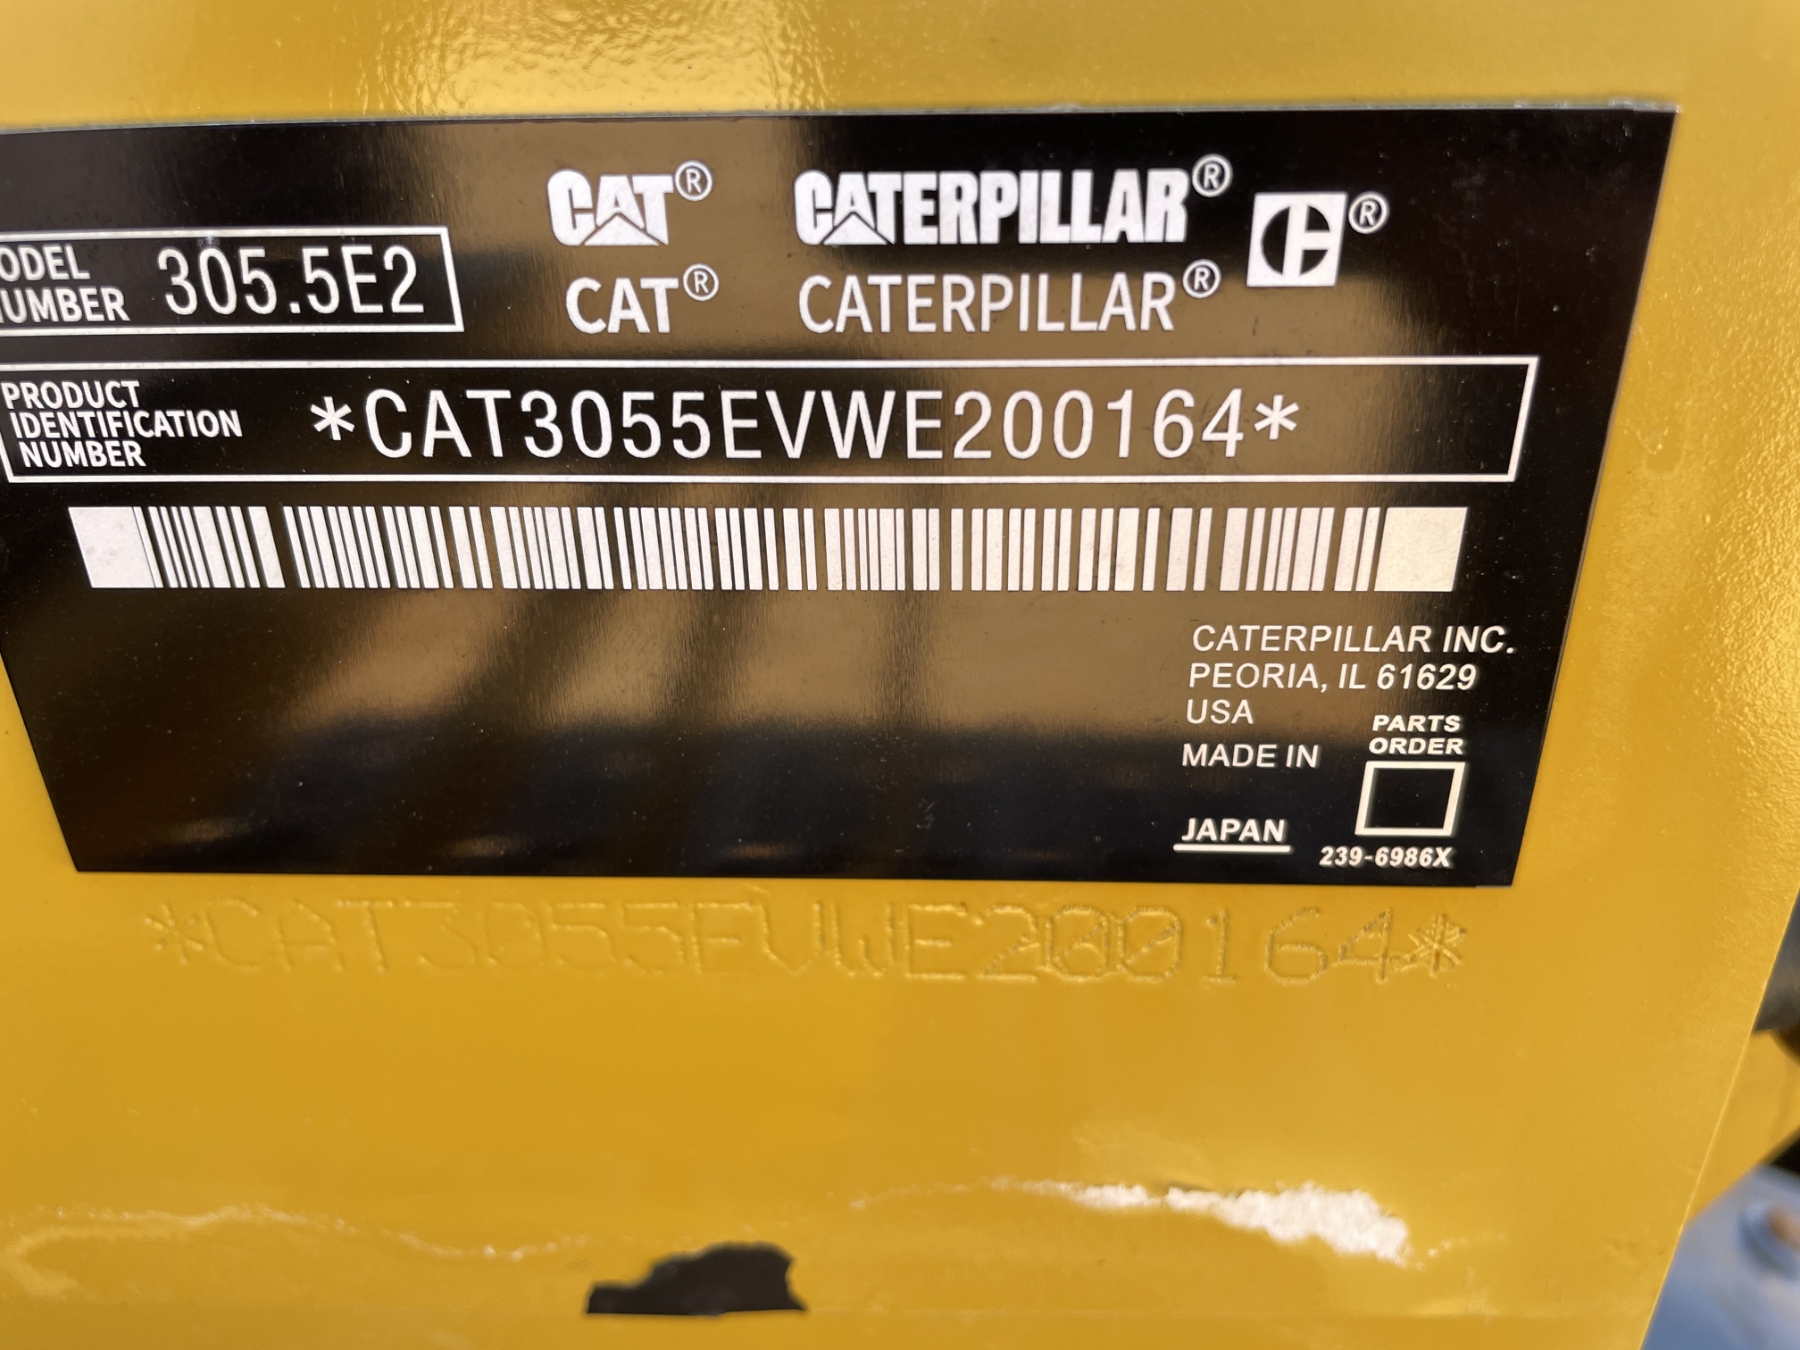 CAT® CATERPILLAR® ®
CAT® CATERPILLAR®
ODEL
UMBER 305.5E2
PRODUCT
IDENTIFICATION
NUMBER
*CAT3055EVWE200164*
CATERPILLAR INC.
PEORIA, IL 61629
USA
MADE IN
JAPAN
PARTS
ORDER
239-6986X
*CAT3055EVWE200164*